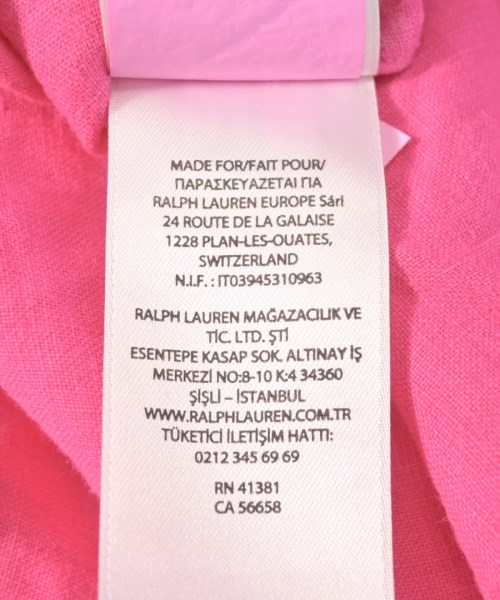 MADE FOR/FAIT POUR/
ΠΑΡΑΣΚΕΥΑΖΕΤΑΙ ΓΙΑ
RALPH LAUREN EUROPE Sárl
24 ROUTE DE LA GALAISE
1228 PLAN-LES-OUATES,
SWITZERLAND
N.I.F. : IT03945310963
RALPH LAUREN MAĞAZACILIK VE
TİC. LTD. ŞTİ
ESENTEPE KASAP SOK. ALTINAY İŞ
MERKEZİ NO:8-10 K:4 34360
ŞİŞLİ – İSTANBUL
WWW.RALPHLAUREN.COM.TR
TÜKETİCİ İLETİŞİM HATTI:
0212 345 69 69
RN 41381
CA 56658